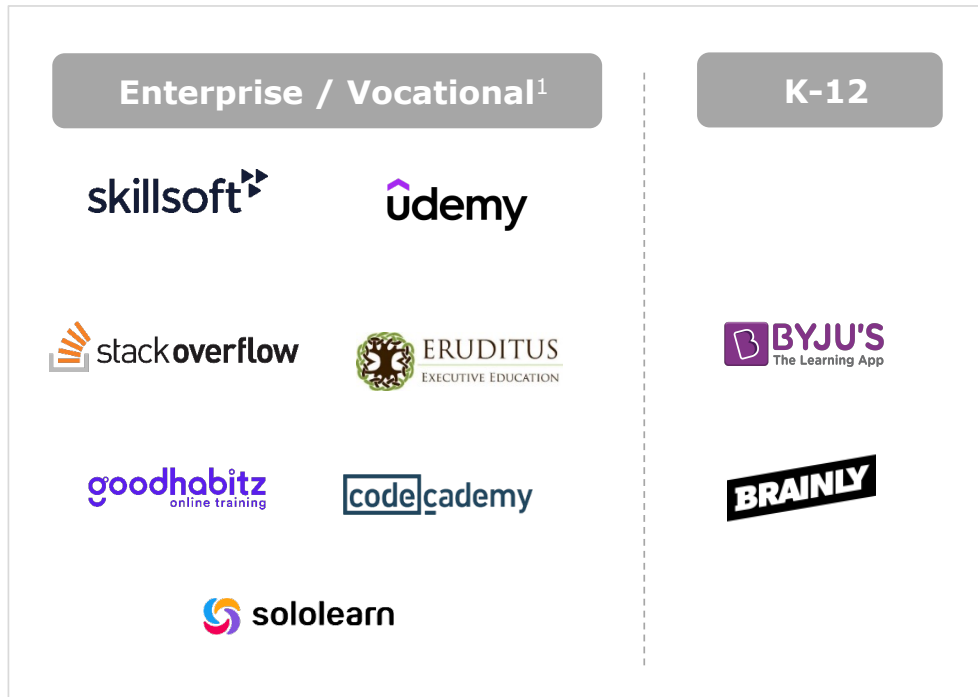 Enterprise / Vocational¹
K-12
skillsoft
udemy
stackoverflow
ERUDITUS
EXECUTIVE EDUCATION
BYJU'S
The Learning App
goodhabitz
online training
codecademy
BRAINLY
sololearn